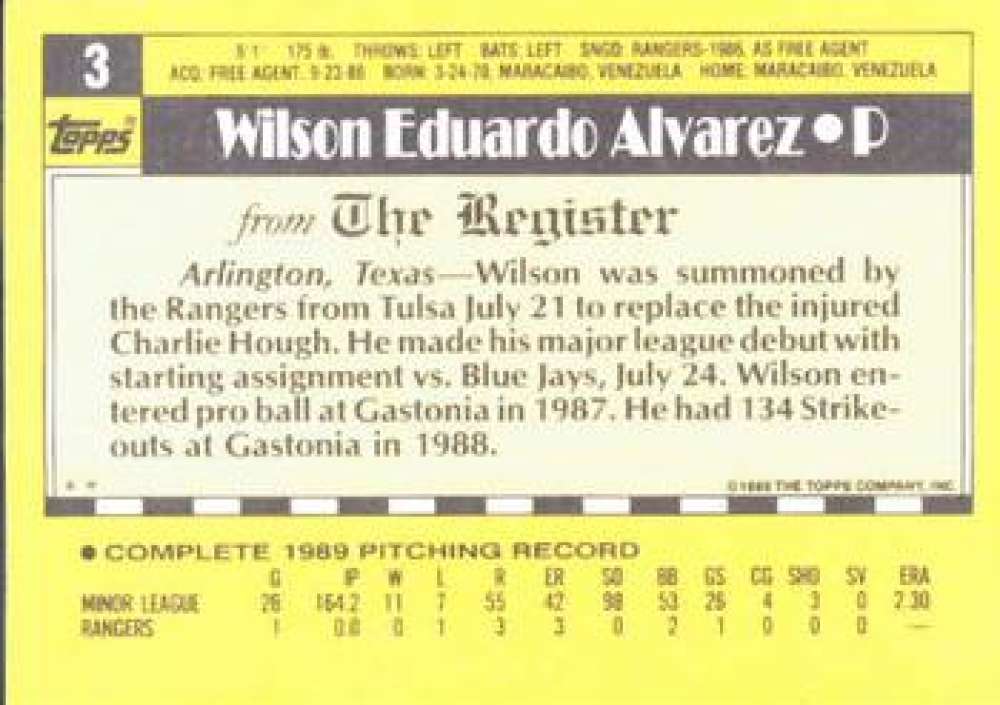 3
6'1" 175 lb. THROWS: LEFT BATS: LEFT SNGD: RANGERS-1986, AS FREE AGENT
ACQ: FREE AGENT, 9-23-86 BORN: 3-24-70, MARACAIBO, VENEZUELA HOME: MARACAIBO, VENEZUELA
Topps
Wilson Eduardo Alvarez • P
from The Register
Arlington, Texas—Wilson was summoned by
the Rangers from Tulsa July 21 to replace the injured
Charlie Hough. He made his major league debut with
starting assignment vs. Blue Jays, July 24. Wilson en-
tered pro ball at Gastonia in 1987. He had 134 Strike-
outs at Gastonia in 1988.
©1989 THE TOPPS COMPANY, INC.
• COMPLETE 1989 PITCHING RECORD
G IP W L R ER SO BB GS CG SHO SV ERA
MINOR LEAGUE 26 164.2 11 7 55 42 98 53 26 4 3 0 2.30
RANGERS 1 0.0 0 1 3 3 0 2 1 0 0 0 —